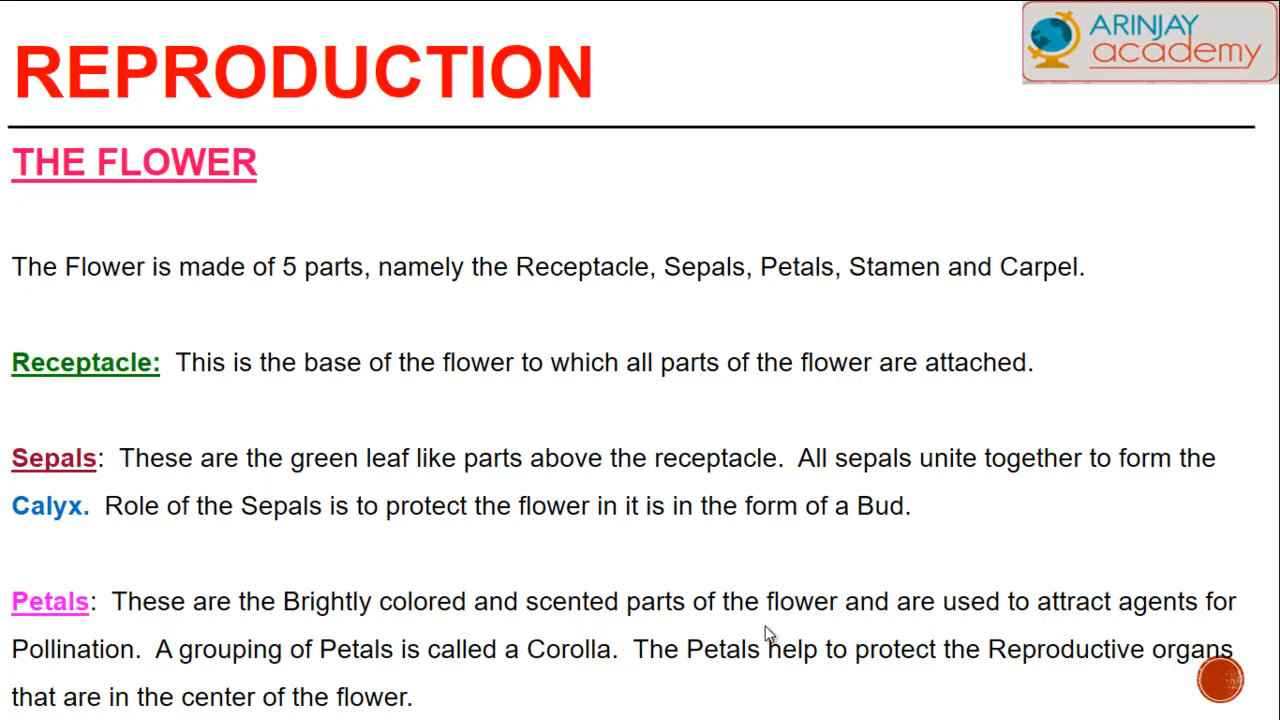 ARINJAY
academy
REPRODUCTION
THE FLOWER
The Flower is made of 5 parts, namely the Receptacle, Sepals, Petals, Stamen and Carpel.
Receptacle: This is the base of the flower to which all parts of the flower are attached.
Sepals: These are the green leaf like parts above the receptacle. All sepals unite together to form the
Calyx. Role of the Sepals is to protect the flower in it is in the form of a Bud.
Petals: These are the Brightly colored and scented parts of the flower and are used to attract agents for
Pollination. A grouping of Petals is called a Corolla. The Petals help to protect the Reproductive organs
that are in the center of the flower.